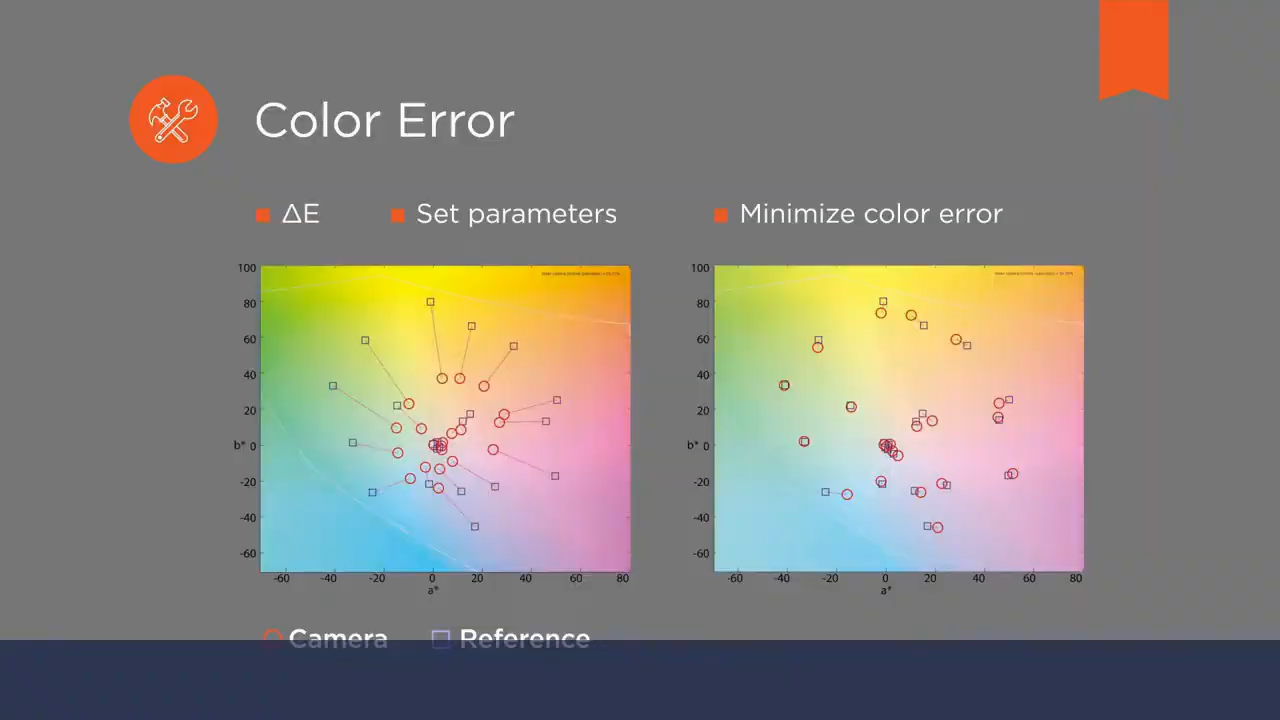 Color Error
ΔE
Set parameters
Minimize color error
100
80
60
40
20
b* 0
-20
-40
-60
-60 -40 -20 0 20 40 60 80
a*
100
80
60
40
20
b* 0
-20
-40
-60
-60 -40 -20 0 20 40 60 80
a*
Camera
Reference